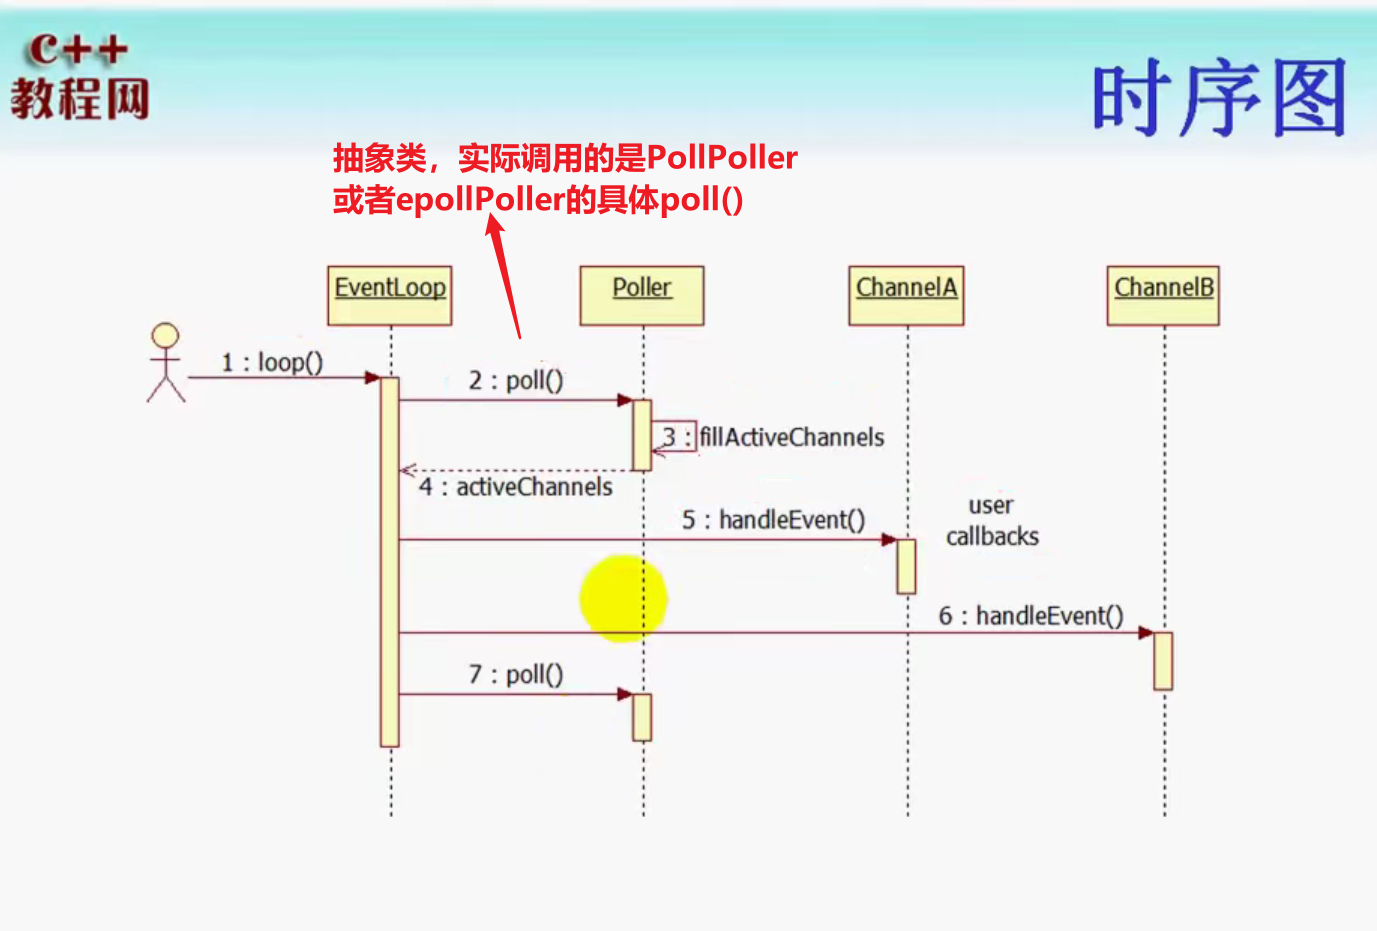 C++
教程网
时序图
抽象类，实际调用的是PollPoller
或者epollPoller的具体poll()
EventLoop
Poller
ChannelA
ChannelB
1 : loop()
2 : poll()
3 : fillActiveChannels
4 : activeChannels
5 : handleEvent()
user
callbacks
6 : handleEvent()
7 : poll()